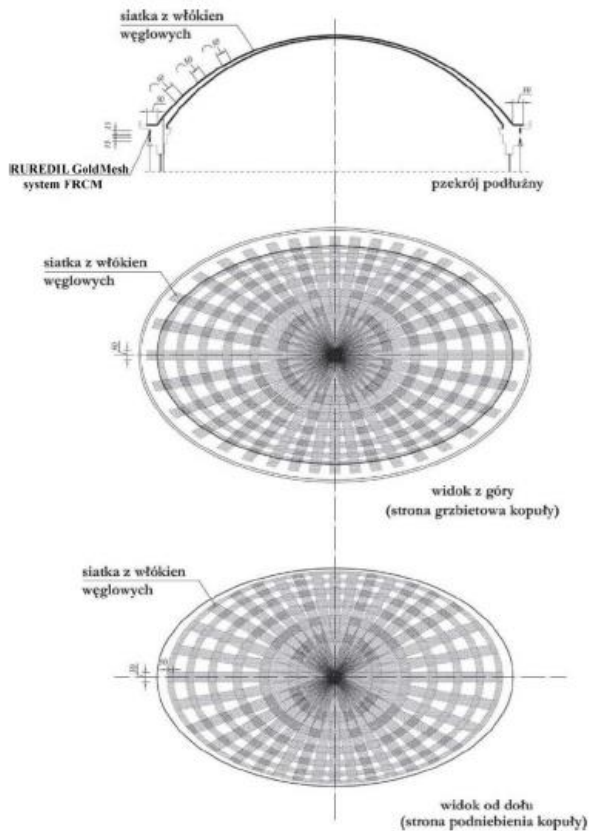 siatka z włókien
węglowych
RUREDIL GoldMesh
system FRCM
pzekrój podłużny
siatka z włókien
węglowych
widok z góry
(strona grzbietowa kopuły)
siatka z włókien
węglowych
widok od dołu
(strona podniebienia kopuły)